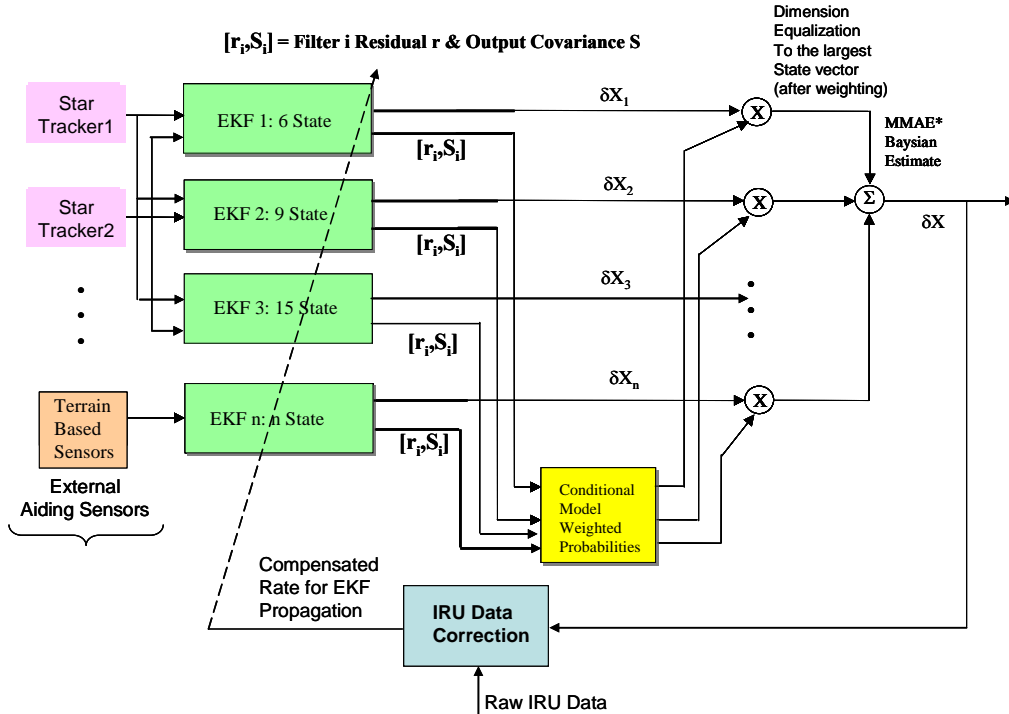 [ri,Si] = Filter i Residual r & Output Covariance S
Dimension
Equalization
To the largest
State vector
(after weighting)
Star
Tracker1
EKF 1: 6 State
δX1
X
[ri,Si]
MMAE*
Baysian
Estimate
Star
Tracker2
EKF 2: 9 State
δX2
X
Σ
δX
[ri,Si]
EKF 3: 15 State
δX3
[ri,Si]
Terrain
Based
Sensors
EKF n: n State
δXn
X
[ri,Si]
External
Aiding Sensors
Conditional
Model
Weighted
Probabilities
Compensated
Rate for EKF
Propagation
IRU Data
Correction
Raw IRU Data